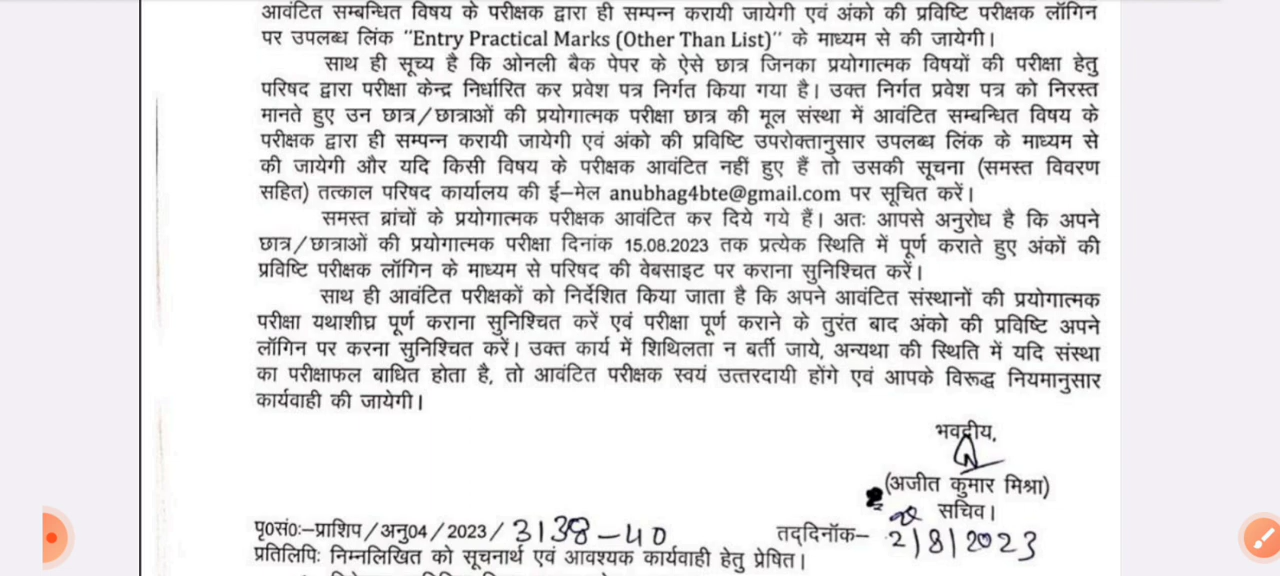 आवंटित सम्बन्धित विषय के परीक्षक द्वारा ही सम्पन्न करायी जायेगी एवं अंको की प्रविष्टि परीक्षक लॉगिन
पर उपलब्ध लिंक "Entry Practical Marks (Other Than List)" के माध्यम से की जायेगी।
साथ ही सूच्य है कि ओनली बैक पेपर के ऐसे छात्र जिनका प्रयोगात्मक विषयों की परीक्षा हेतु
परिषद द्वारा परीक्षा केन्द्र निर्धारित कर प्रवेश पत्र निर्गत किया गया है। उक्त निर्गत प्रवेश पत्र को निरस्त
मानते हुए उन छात्र/छात्राओं की प्रयोगात्मक परीक्षा छात्र की मूल संस्था में आवंटित सम्बन्धित विषय के
परीक्षक द्वारा ही सम्पन्न करायी जायेगी एवं अंको की प्रविष्टि उपरोक्तानुसार उपलब्ध लिंक के माध्यम से
की जायेगी और यदि किसी विषय के परीक्षक आवंटित नहीं हुए हैं तो उसकी सूचना (समस्त विवरण
सहित) तत्काल परिषद कार्यालय की ई–मेल anubhag4bte@gmail.com पर सूचित करें।
समस्त ब्रांचों के प्रयोगात्मक परीक्षक आवंटित कर दिये गये हैं। अतः आपसे अनुरोध है कि अपने
छात्र/छात्राओं की प्रयोगात्मक परीक्षा दिनांक 15.08.2023 तक प्रत्येक स्थिति में पूर्ण कराते हुए अंकों की
प्रविष्टि परीक्षक लॉगिन के माध्यम से परिषद की वेबसाइट पर कराना सुनिश्चित करें।
साथ ही आवंटित परीक्षकों को निर्देशित किया जाता है कि अपने आवंटित संस्थानों की प्रयोगात्मक
परीक्षा यथाशीघ्र पूर्ण कराना सुनिश्चित करें एवं परीक्षा पूर्ण कराने के तुरंत बाद अंको की प्रविष्टि अपने
लॉगिन पर करना सुनिश्चित करें। उक्त कार्य में शिथिलता न बर्ती जाये, अन्यथा की स्थिति में यदि संस्था
का परीक्षाफल बाधित होता है, तो आवंटित परीक्षक स्वयं उत्तरदायी होंगे एवं आपके विरूद्ध नियमानुसार
कार्यवाही की जायेगी।
भवदीय,
(अजीत कुमार मिश्रा)
सचिव।
पृ0सं0:–प्राशिप/अनु04/2023/3138-40 तद्दिनॉक– 2/8/2023
प्रतिलिपिः निम्नलिखित को सूचनार्थ एवं आवश्यक कार्यवाही हेतु प्रेषित।